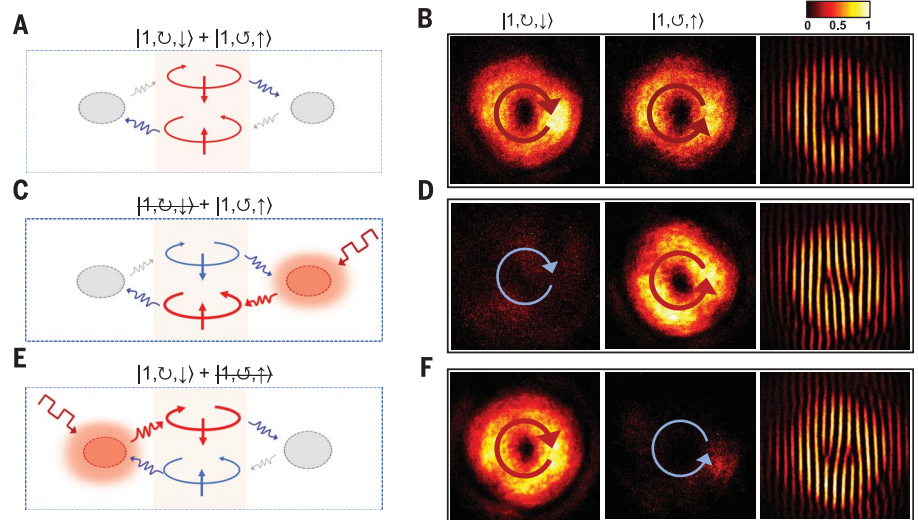 A
|1,↻,↓⟩ + |1,↺,↑⟩
B
|1,↻,↓⟩
|1,↺,↑⟩
0 0.5 1
C
|1,↻,↓⟩ + |1,↺,↑⟩
D
E
|1,↻,↓⟩ + |1,↺,↑⟩
F